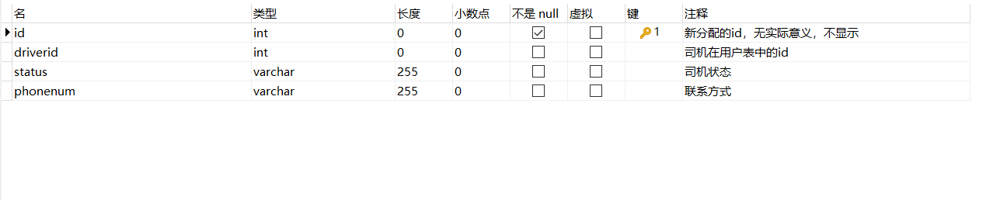 名 类型 长度 小数点 不是 null 虚拟 键 注释
id int 0 0 1 新分配的id，无实际意义，不显示
driverid int 0 0 司机在用户表中的id
status varchar 255 0 司机状态
phonenum varchar 255 0 联系方式